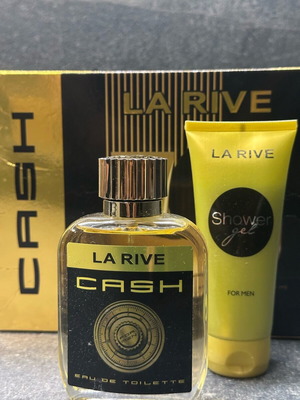 CASH
LA RIVE
LA RIVE
CASH
EAU DE TOILETTE
LA RIVE
Shower
gel
FOR MEN